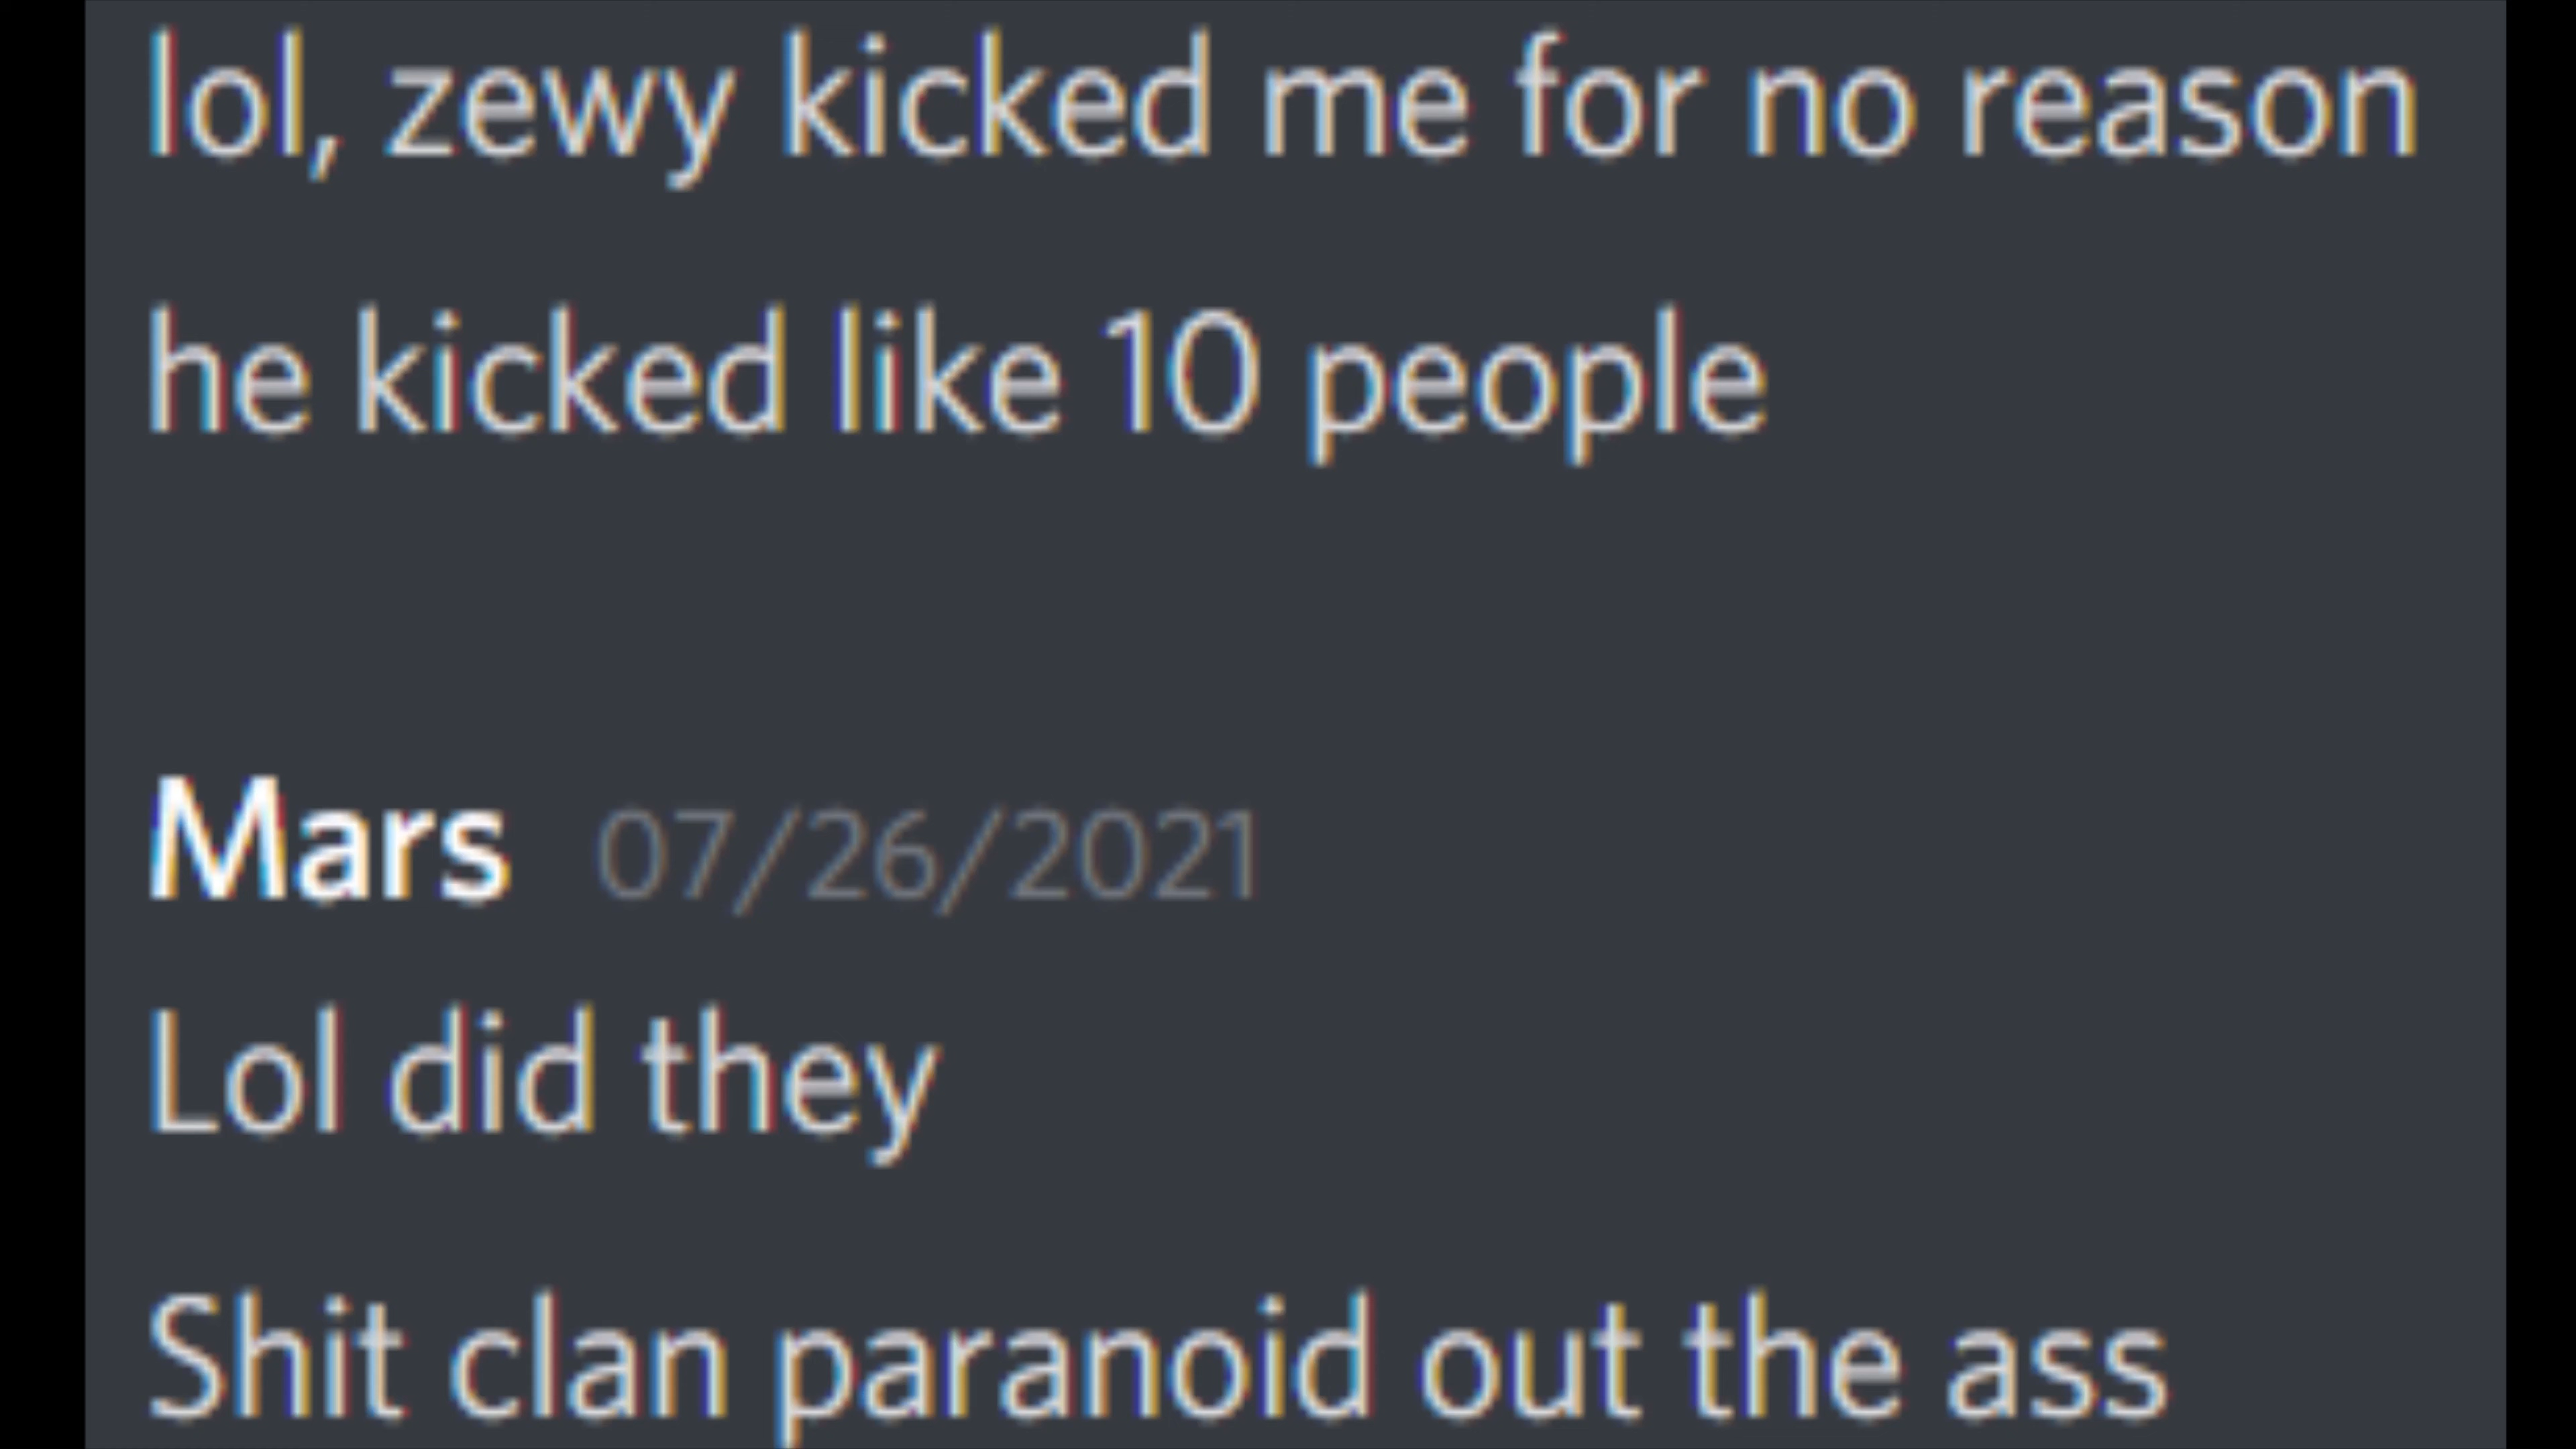 lol, zewy kicked me for no reason
he kicked like 10 people
Mars 07/26/2021
Lol did they
Shit clan paranoid out the ass